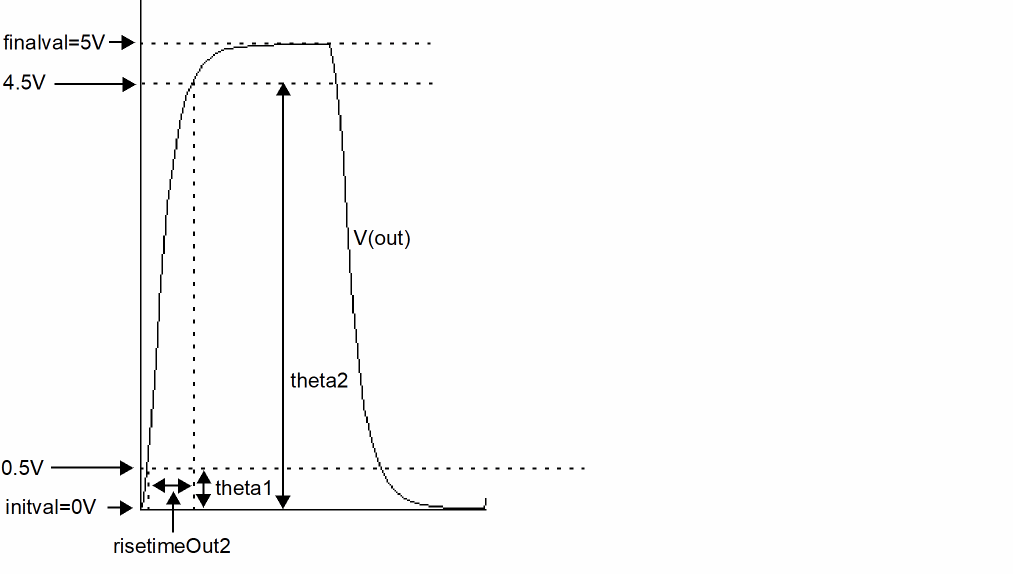 finalval=5V
4.5V
V(out)
theta2
0.5V
theta1
initval=0V
risetimeOut2